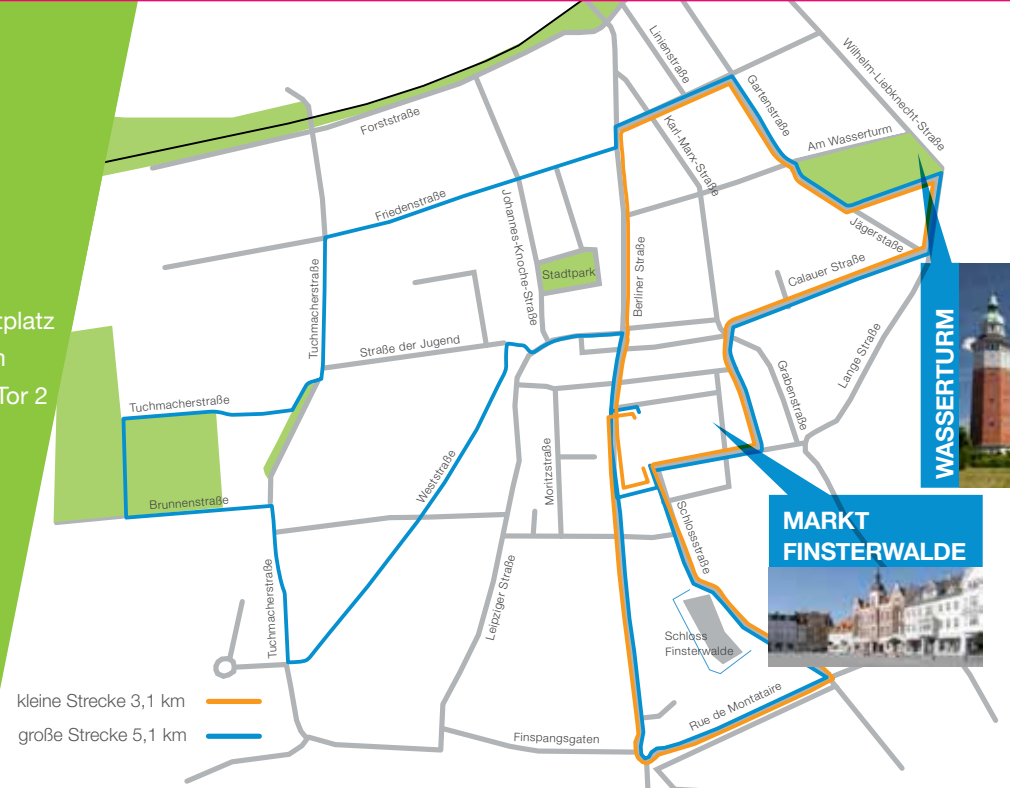 tplatz
n
Tor 2
Linienstraße
Wilhelm-Liebknecht-Straße
Gartenstraße
Forststraße
Karl-Marx-Straße
Am Wasserturm
Friedenstraße
Johannes-Knoche-Straße
Jägerstaße
Stadtpark
Berliner Straße
Calauer Straße
Tuchmacherstraße
Straße der Jugend
Lange Straße
Grabenstraße
WASSERTURM
Tuchmacherstraße
Weststraße
Moritzstraße
Brunnenstraße
Schlossstraße
MARKT
FINSTERWALDE
Tuchmacherstraße
Leipziger Straße
Schloss
Finsterwalde
kleine Strecke 3,1 km
große Strecke 5,1 km
Rue de Montataire
Finspangsgaten